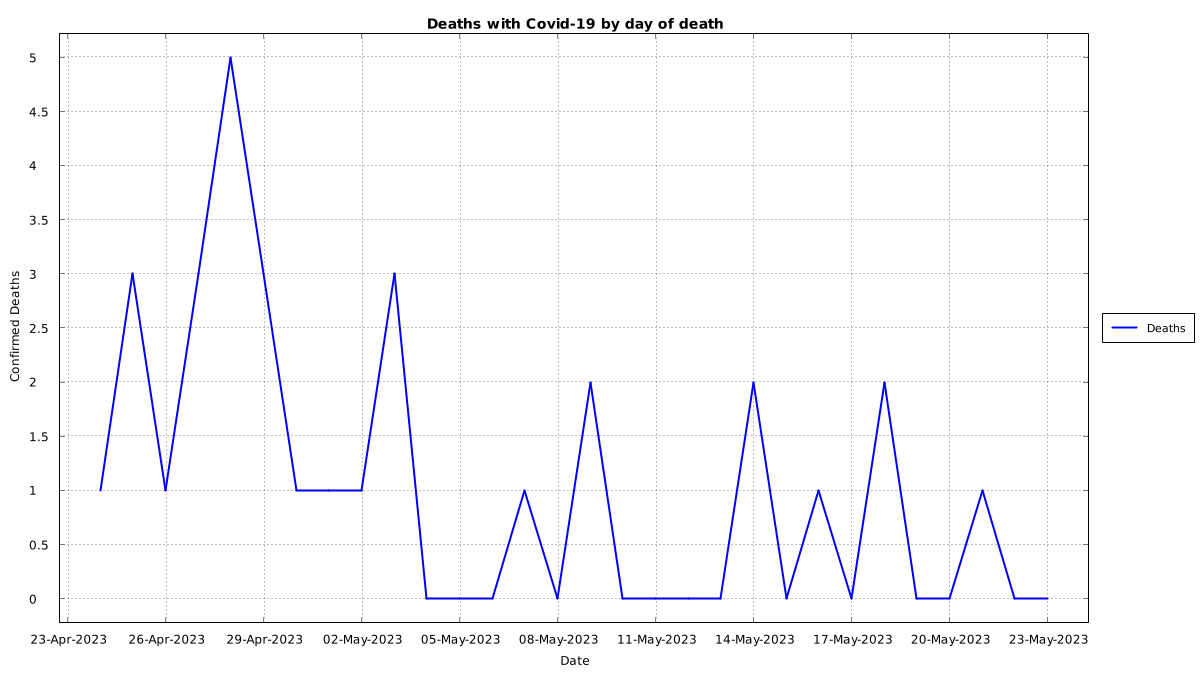 Deaths with Covid-19 by day of death
5
4.5
4
3.5
3
2.5
2
1.5
1
0.5
0
Confirmed Deaths
23-Apr-2023 26-Apr-2023 29-Apr-2023 02-May-2023 05-May-2023 08-May-2023 11-May-2023 14-May-2023 17-May-2023 20-May-2023 23-May-2023
Date
Deaths